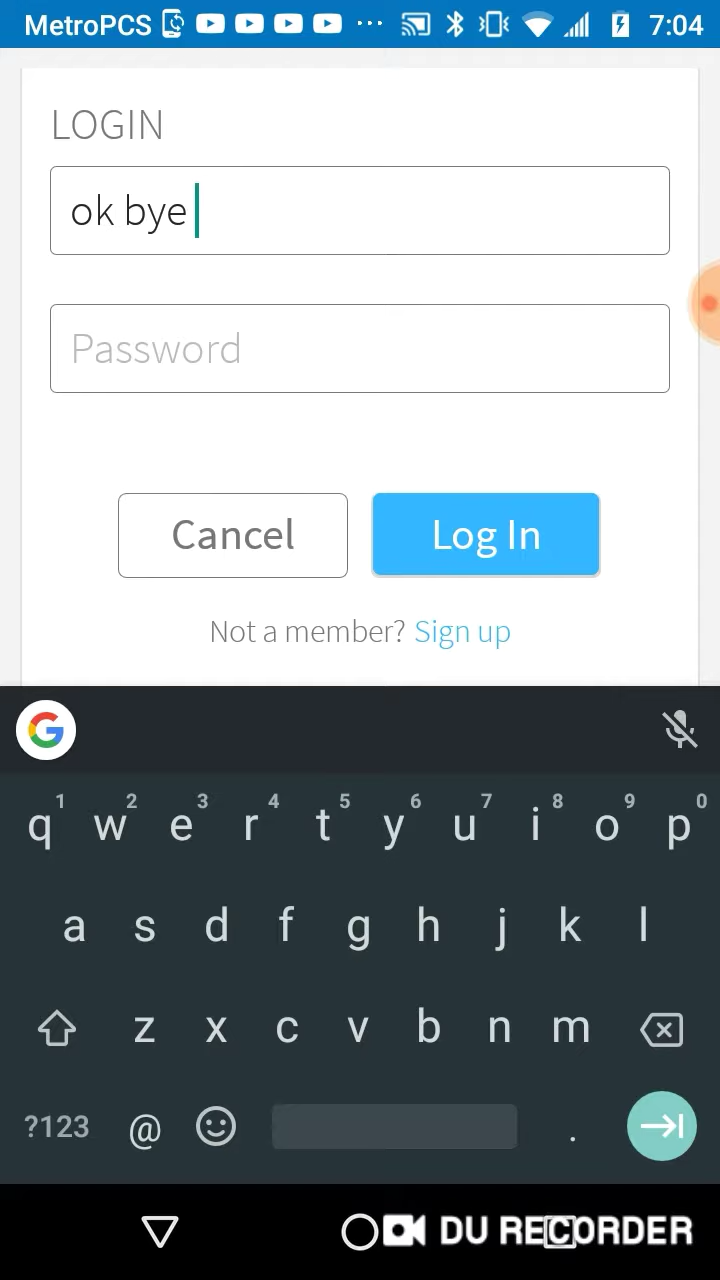 MetroPCS ... 7:04
LOGIN
ok bye
Password
Cancel Log In
Not a member? Sign up
q 1 w 2 e 3 r 4 t 5 y 6 u 7 i 8 o 9 p 0
a s d f g h j k l
z x c v b n m
?123 @ .
DU RECORDER